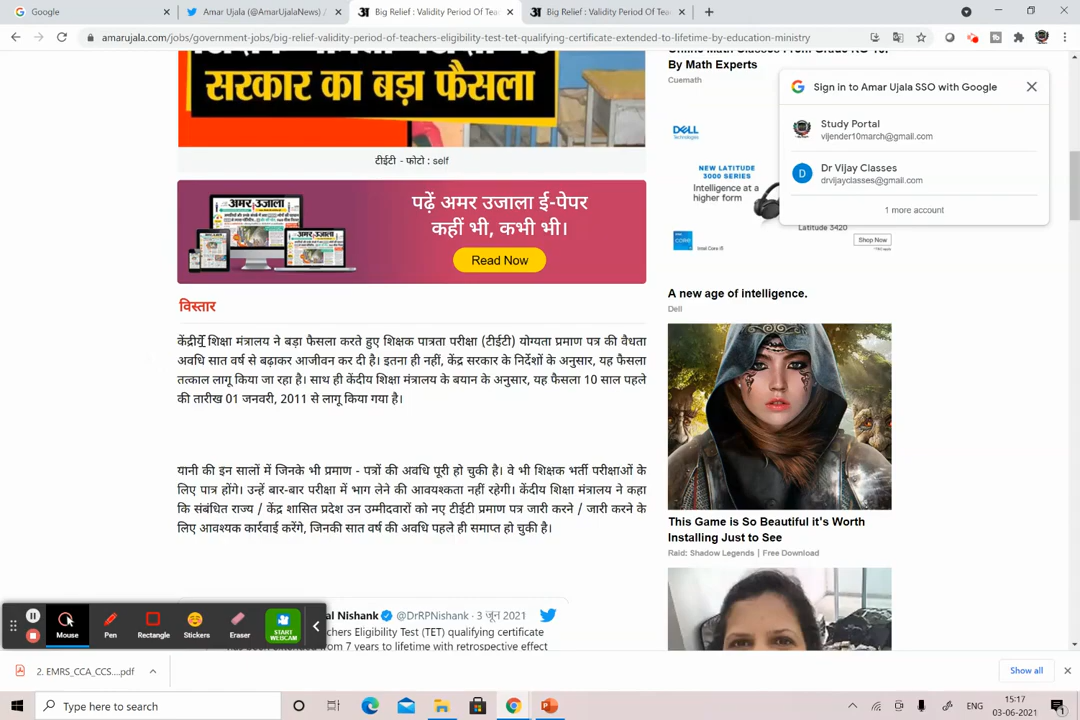 Google
Amar Ujala (@AmarUjalaNews) /
Big Relief : Validity Period Of Tea
Big Relief : Validity Period Of Tea
amarujala.com/jobs/government-jobs/big-relief-validity-period-of-teachers-eligibility-test-tet-qualifying-certificate-extended-to-lifetime-by-education-ministry
सरकार का बड़ा फैसला
टीईटी - फोटो : self
अमर उजाला
पढ़ें अमर उजाला ई-पेपर
कहीं भी, कभी भी।
Read Now
विस्तार
केंद्रीय शिक्षा मंत्रालय ने बड़ा फैसला करते हुए शिक्षक पात्रता परीक्षा (टीईटी) योग्यता प्रमाण पत्र की वैधता
अवधि सात वर्ष से बढ़ाकर आजीवन कर दी है। इतना ही नहीं, केंद्र सरकार के निर्देशों के अनुसार, यह फैसला
तत्काल लागू किया जा रहा है। साथ ही केंदीय शिक्षा मंत्रालय के बयान के अनुसार, यह फैसला 10 साल पहले
की तारीख 01 जनवरी, 2011 से लागू किया गया है।
यानी की इन सालों में जिनके भी प्रमाण - पत्रों की अवधि पूरी हो चुकी है। वे भी शिक्षक भर्ती परीक्षाओं के
लिए पात्र होंगे। उन्हें बार-बार परीक्षा में भाग लेने की आवयश्कता नहीं रहेगी। केंदीय शिक्षा मंत्रालय ने कहा
कि संबंधित राज्य / केंद्र शासित प्रदेश उन उम्मीदवारों को नए टीईटी प्रमाण पत्र जारी करने / जारी करने के
लिए आवश्यक कार्रवाई करेंगे, जिनकी सात वर्ष की अवधि पहले ही समाप्त हो चुकी है।
al Nishank @DrRPNishank · 3 जून 2021
chers Eligibility Test (TET) qualifying certificate
from 7 years to lifetime with retrospective effect
By Math Experts
Cuemath
DELL
Technologies
NEW LATITUDE
3000 SERIES
Intelligence at a
higher form
Latitude 3420
Shop Now
A new age of intelligence.
Dell
This Game is So Beautiful it's Worth
Installing Just to See
Raid: Shadow Legends | Free Download
Sign in to Amar Ujala SSO with Google
Study Portal
vijender10march@gmail.com
D
Dr Vijay Classes
drvijayclasses@gmail.com
1 more account
Mouse
Pen
Rectangle
Stickers
Eraser
START
WEBCAM
2. EMRS_CCA_CCS....pdf
Show all
Type here to search
ENG
15:17
03-06-2021